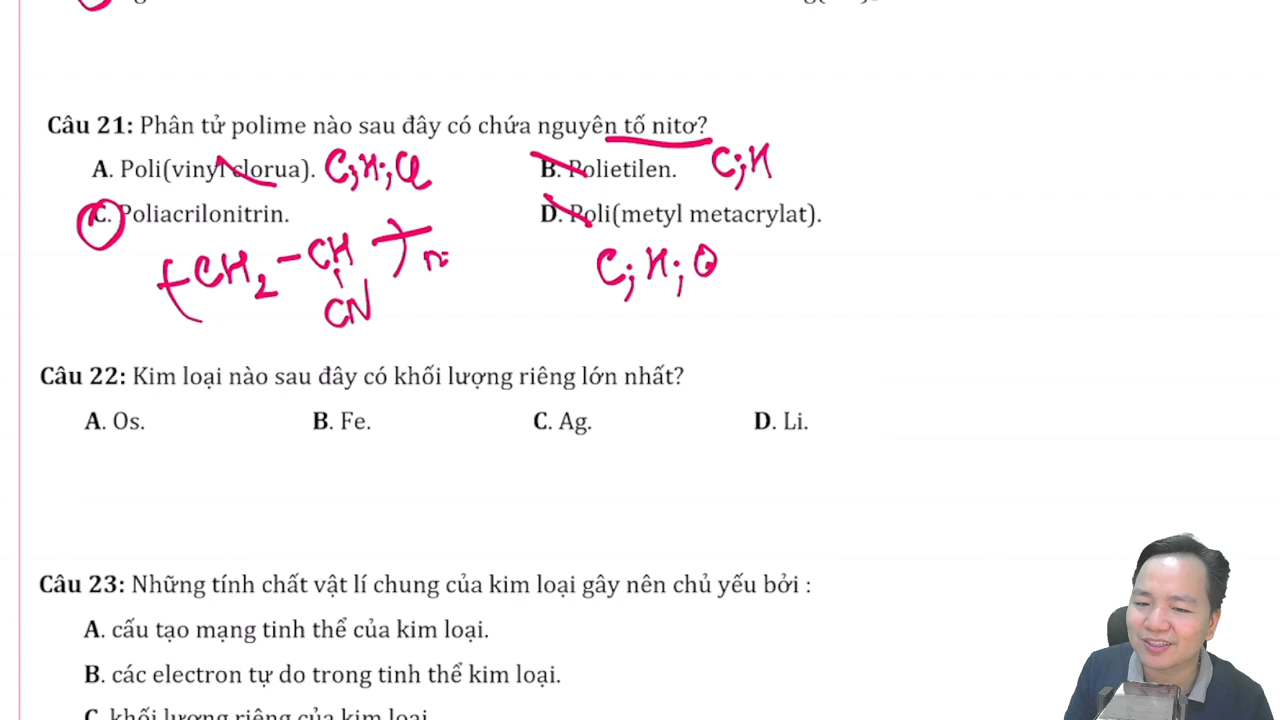 Câu 21: Phân tử polime nào sau đây có chứa nguyên tố nitơ?
A. Poli(vinyl clorua). C; H; Cl
B. Polietilen. C; H
C. Poliacrilonitrin.
D. Poli(metyl metacrylat).
(CH2 - CH)n
CN
C; H; O
Câu 22: Kim loại nào sau đây có khối lượng riêng lớn nhất?
A. Os. B. Fe. C. Ag. D. Li.
Câu 23: Những tính chất vật lí chung của kim loại gây nên chủ yếu bởi :
A. cấu tạo mạng tinh thể của kim loại.
B. các electron tự do trong tinh thể kim loại.
C. khối lượng riêng của kim loại